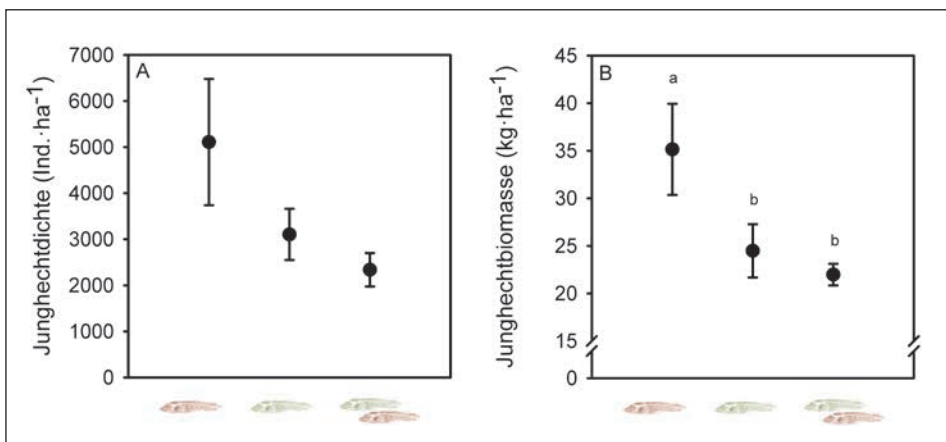 A
Junghechtdichte (Ind.·ha⁻¹)
7000
6000
5000
4000
3000
2000
1000
0
B
Junghechtbiomasse (kg·ha⁻¹)
45
40
35
30
25
20
15
0
a
b
b